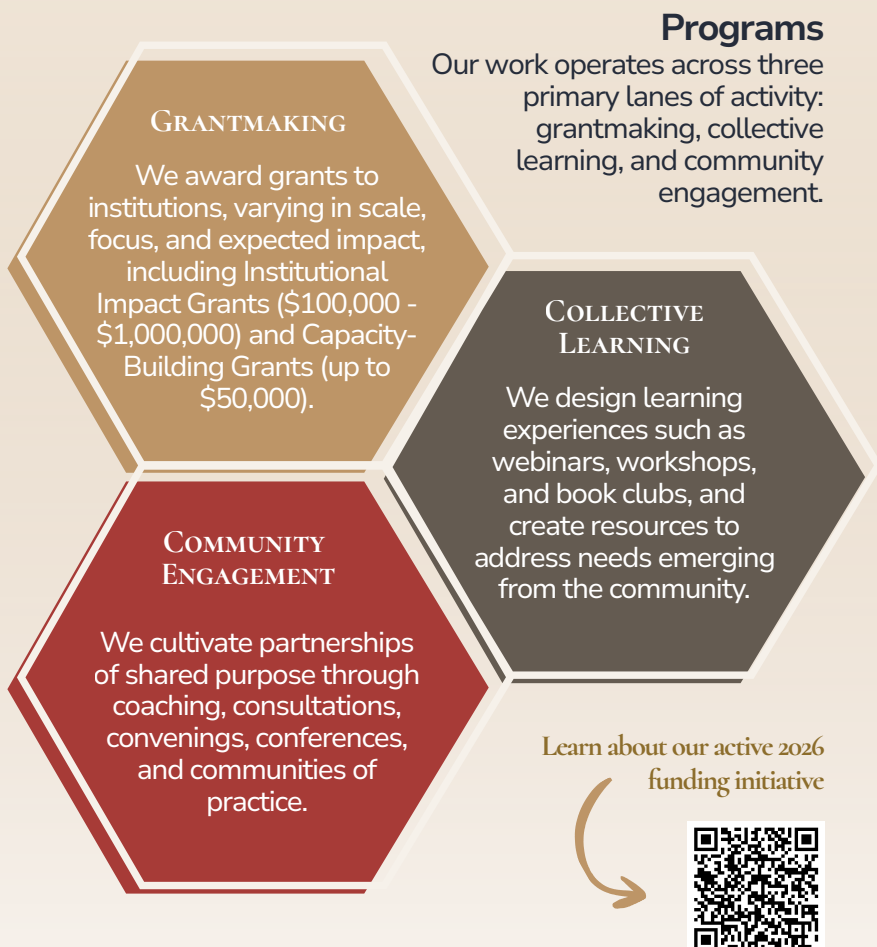 Programs
Our work operates across three
primary lanes of activity:
grantmaking, collective
learning, and community
engagement.
Grantmaking
We award grants to
institutions, varying in scale,
focus, and expected impact,
including Institutional
Impact Grants ($100,000 -
$1,000,000) and Capacity-
Building Grants (up to
$50,000).
Collective
Learning
We design learning
experiences such as
webinars, workshops,
and book clubs, and
create resources to
address needs emerging
from the community.
Community
Engagement
We cultivate partnerships
of shared purpose through
coaching, consultations,
convenings, conferences,
and communities of
practice.
Learn about our active 2026
funding initiative